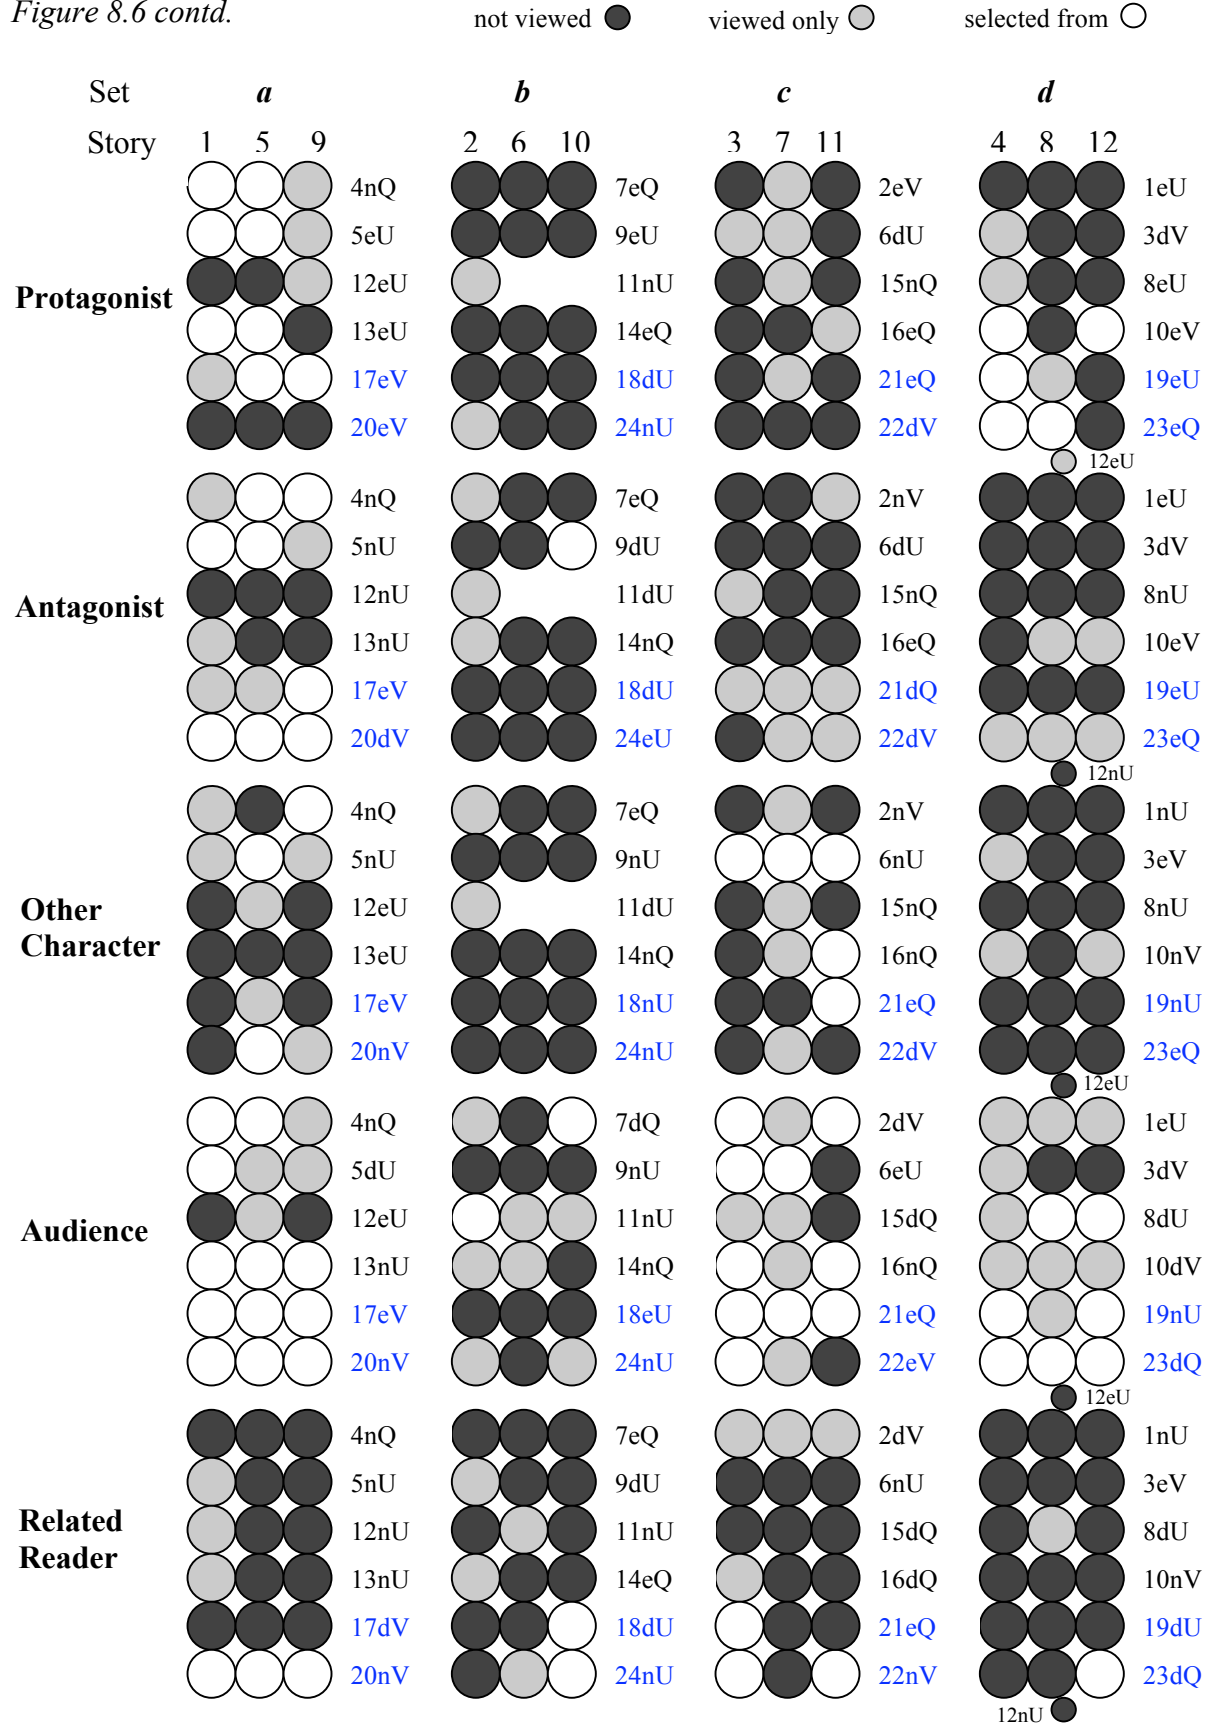 Figure 8.6 contd. not viewed viewed only selected from
Set a b c d
Story 1 5 9 2 6 10 3 7 11 4 8 12
4nQ 7eQ 2eV 1eU
5eU 9eU 6dU 3dV
12eU 11nU 15nQ 8eU
Protagonist
13eU 14eQ 16eQ 10eV
17eV 18dU 21eQ 19eU
20eV 24nU 22dV 23eQ
12eU
4nQ 7eQ 2nV 1eU
5nU 9dU 6dU 3dV
12nU 11dU 15nQ 8nU
Antagonist
13nU 14nQ 16eQ 10eV
17eV 18dU 21dQ 19eU
20dV 24eU 22dV 23eQ
12nU
4nQ 7eQ 2nV 1nU
5nU 9nU 6nU 3eV
12eU 11dU 15nQ 8nU
Other
Character
13eU 14nQ 16nQ 10nV
17eV 18nU 21eQ 19nU
20nV 24nU 22dV 23eQ
12eU
4nQ 7dQ 2dV 1eU
5dU 9nU 6eU 3dV
12eU 11nU 15dQ 8dU
Audience
13nU 14nQ 16nQ 10dV
17eV 18eU 21eQ 19nU
20nV 24nU 22eV 23dQ
12eU
4nQ 7eQ 2dV 1nU
5nU 9dU 6nU 3eV
Related
12nU 11nU 15dQ 8dU
Reader
13nU 14eQ 16dQ 10nV
17dV 18dU 21eQ 19dU
20nV 24nU 22nV 23dQ
12nU